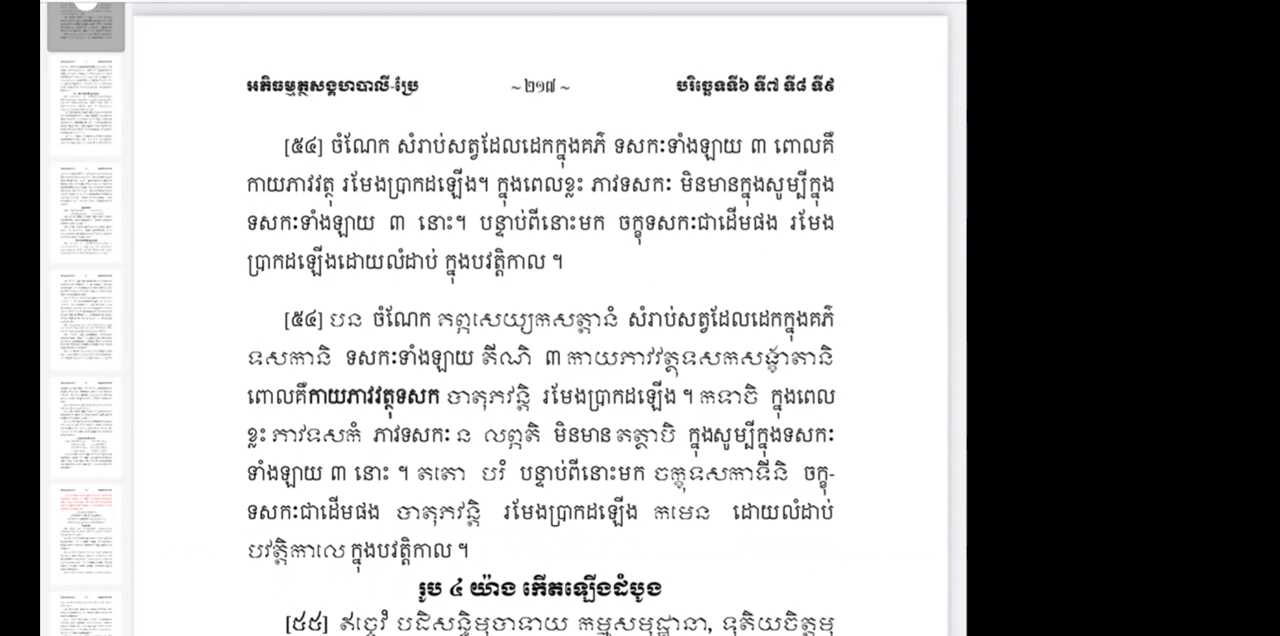 ~ ២១៧ ~ បរិច្ឆេទទី៦ ទី៧ ទី៨ ទី៩
[៥៤] ចំណែក សំរាប់សត្វដែលដេកក្នុងគភ៌ ទសកៈទាំងឡាយ ៣ ពោលគឺ
កាយភាវវត្ថុ រមែងប្រាកដឡើង។ ក្នុងពេលខ្លះ ភាវទសកៈ មិនមានក្នុងសូម្បីក្នុង
ទសកៈទាំងឡាយ ៣ នោះ។ បន្ទាប់ពីនោះមក ចក្ខុទសកៈជាដើមផង រមែង
ប្រាកដឡើងដោយលំដាប់ ក្នុងបវត្តិកាល ។
[៥៤] ចំណែក សំរាប់សត្វដែលដេកក្នុងគភ៌
ទសកានិ ទសកៈទាំងឡាយ តីណិ ៣ កាយភាវវត្ថុទសកសង្ខាតានិ
ពោលគឺកាយភាវវត្ថុទសក បាតុភវន្តិ រមែងប្រាកដឡើង ។ កទាចិ ក្នុងពេល
ខ្លះ ភាវទសកំ ភាវទសកៈ ន លព្ភតិ មិនមាន តត្ថាបិ ក្នុងសូម្បីក្នុងទសកៈ
ទាំងឡាយ ៣ នោះ ។ តតោ បរំ បន្ទាប់ពីនោះមក ចក្ខុទសកាទីនិ ចក្ខុ-
ទសកៈជាដើមផង បាតុភវន្តិ រមែងប្រាកដឡើង កមេន ដោយលំដាប់
បវត្តិកាលេ ក្នុងបវត្តិកាល ។
រូប ៤ យ៉ាង កើតឡើងដំបូង
[៥៥] ឥច្ចេវំ បដិសន្ធិមុបាទាយ កម្មសមុដ្ឋានា, ទុតិយចិត្តមុ